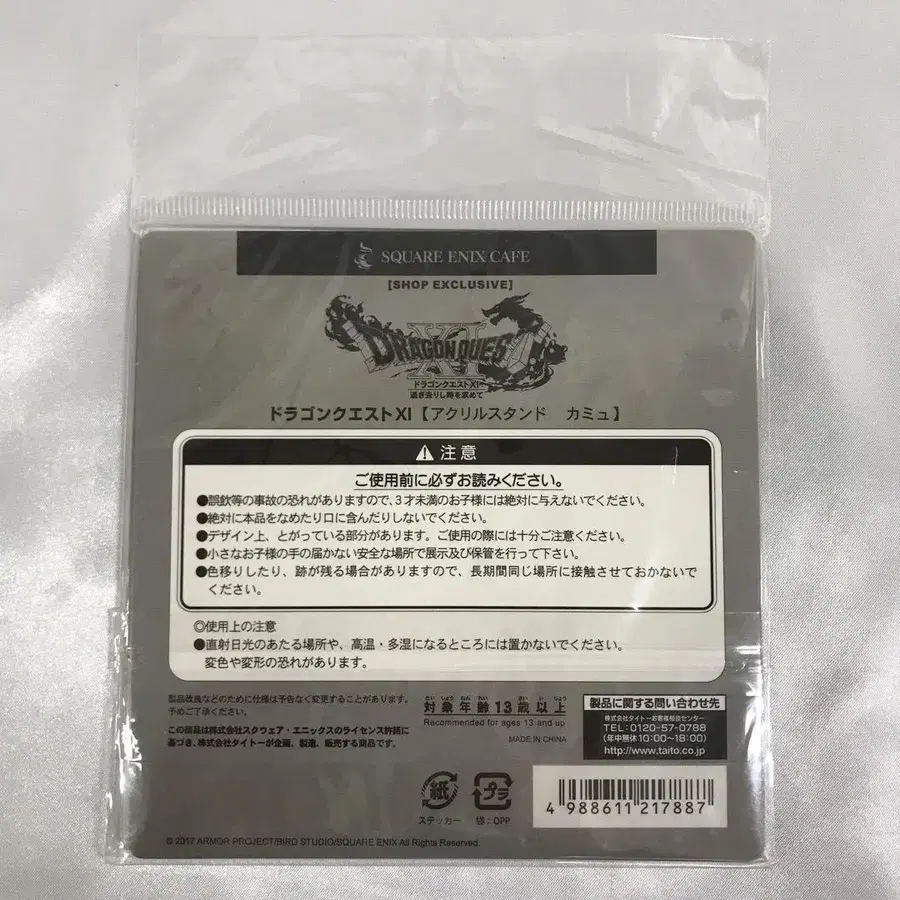 SQUARE ENIX CAFE
[SHOP EXCLUSIVE]
DRAGON QUEST
XI
ドラゴンクエストXI
過ぎ去りし時を求めて
ドラゴンクエストXI【アクリルスタンド カミュ】
注意
ご使用前に必ずお読みください。
●誤飲等の事故の恐れがありますので、3才未満のお子様には絶対に与えないでください。
●絶対に本品をなめたり口に含んだりしないでください。
●デザイン上、とがっている部分があります。ご使用の際には十分ご注意ください。
●小さなお子様の手の届かない安全な場所で展示及び保管を行って下さい。
●色移りしたり、跡が残る場合がありますので、長期間同じ場所に接触させておかないで
ください。
◎使用上の注意
●直射日光のあたる場所や、高温・多湿になるところには置かないでください。
変色や変形の恐れがあります。
製品改良などのために仕様は予告なく変更することがあります。
予めご了承ください。
この商品は株式会社スクウェア・エニックスのライセンス許諾に
基づき、株式会社タイトーが企画、製造、販売する商品です。
たい しょう ねん れい さい い じょう
対象年齢13歳以上
Recommended for ages 13 and up
MADE IN CHINA
製品に関する問い合わせ先
株式会社タイトーお客様相談センター
TEL:0120-57-0788
(年中無休10:00~18:00)
http://www.taito.co.jp
紙
ステッカー
プラ
袋:OPP
4 988611 217887
© 2017 ARMOR PROJECT/BIRD STUDIO/SQUARE ENIX All Rights Reserved.